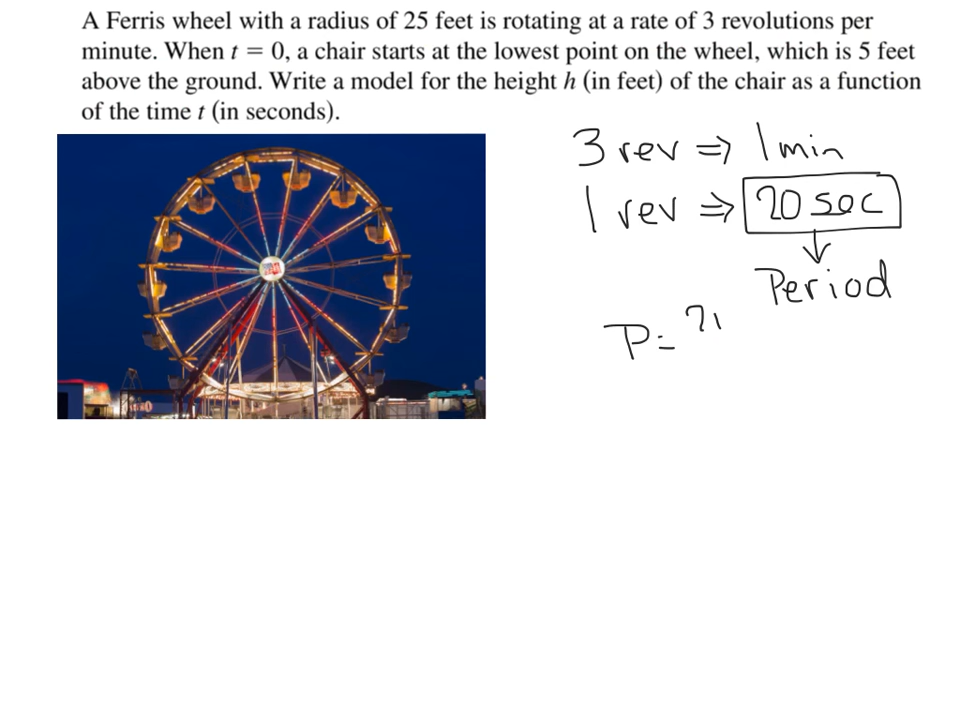 A Ferris wheel with a radius of 25 feet is rotating at a rate of 3 revolutions per
minute. When t = 0, a chair starts at the lowest point on the wheel, which is 5 feet
above the ground. Write a model for the height h (in feet) of the chair as a function
of the time t (in seconds).
3 rev ⇒ 1 min
1 rev ⇒ 20 sec
↓
Period
P =